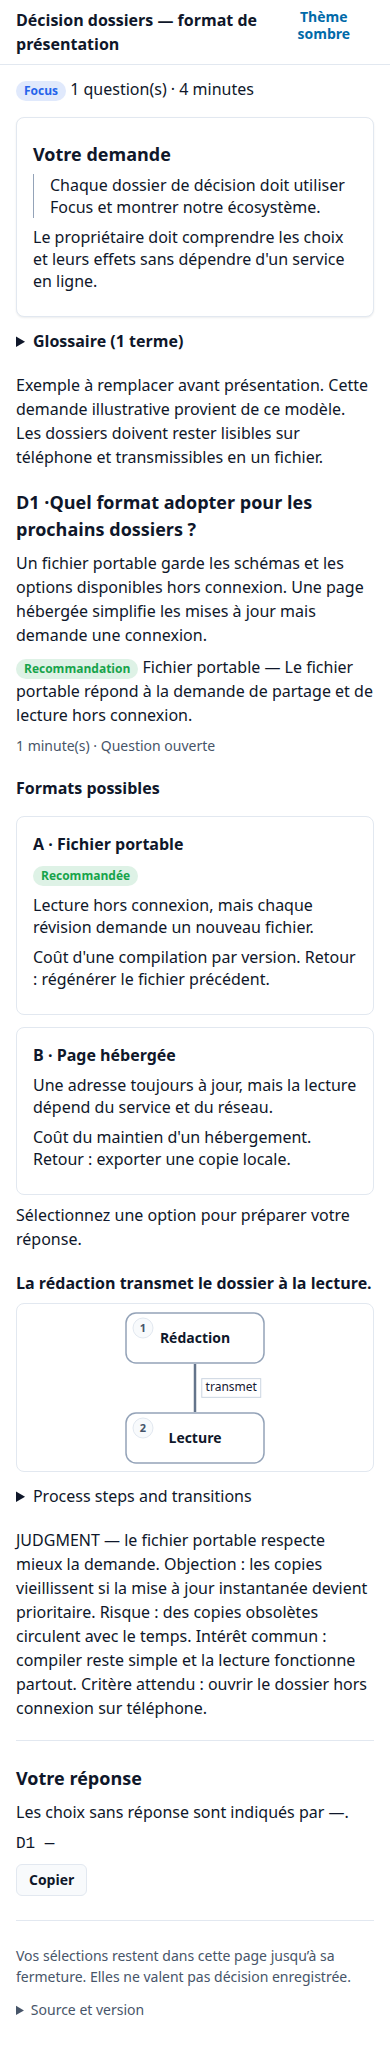 Décision dossiers — format de
présentation
Thème
sombre
Focus 1 question(s) · 4 minutes
Votre demande
Chaque dossier de décision doit utiliser
Focus et montrer notre écosystème.
Le propriétaire doit comprendre les choix
et leurs effets sans dépendre d'un service
en ligne.
▶ Glossaire (1 terme)
Exemple à remplacer avant présentation. Cette
demande illustrative provient de ce modèle.
Les dossiers doivent rester lisibles sur
téléphone et transmissibles en un fichier.
D1 ·Quel format adopter pour les
prochains dossiers ?
Un fichier portable garde les schémas et les
options disponibles hors connexion. Une page
hébergée simplifie les mises à jour mais
demande une connexion.
Recommandation Fichier portable — Le fichier
portable répond à la demande de partage et de
lecture hors connexion.
1 minute(s) · Question ouverte
Formats possibles
A · Fichier portable
Recommandée
Lecture hors connexion, mais chaque
révision demande un nouveau fichier.
Coût d'une compilation par version. Retour
: régénérer le fichier précédent.
B · Page hébergée
Une adresse toujours à jour, mais la lecture
dépend du service et du réseau.
Coût du maintien d'un hébergement.
Retour : exporter une copie locale.
Sélectionnez une option pour préparer votre
réponse.
La rédaction transmet le dossier à la lecture.
1
Rédaction
transmet
2
Lecture
▶ Process steps and transitions
JUDGMENT — le fichier portable respecte
mieux la demande. Objection : les copies
vieillissent si la mise à jour instantanée devient
prioritaire. Risque : des copies obsolètes
circulent avec le temps. Intérêt commun :
compiler reste simple et la lecture fonctionne
partout. Critère attendu : ouvrir le dossier hors
connexion sur téléphone.
Votre réponse
Les choix sans réponse sont indiqués par —.
D1 —
Copier
Vos sélections restent dans cette page jusqu'à sa
fermeture. Elles ne valent pas décision enregistrée.
▶ Source et version